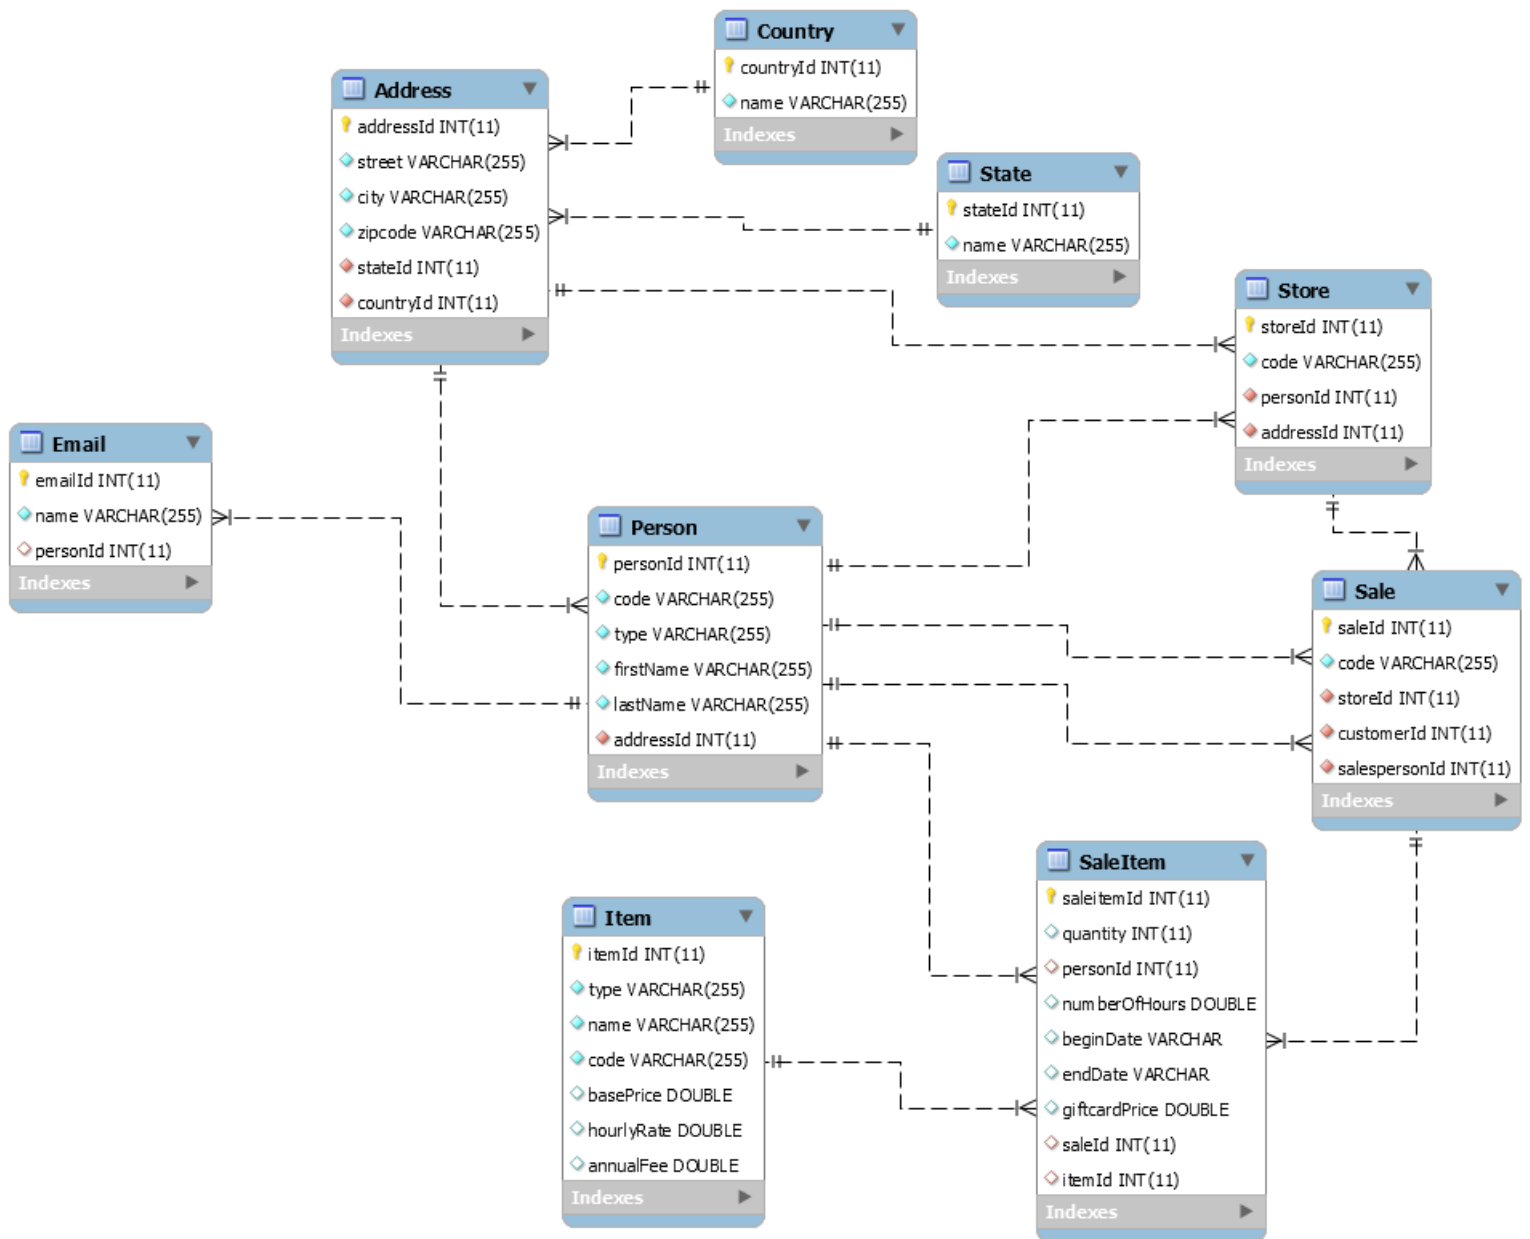 Country
countryId INT(11)
name VARCHAR(255)
Indexes
Address
addressId INT(11)
street VARCHAR(255)
city VARCHAR(255)
zipcode VARCHAR(255)
stateId INT(11)
countryId INT(11)
Indexes
State
stateId INT(11)
name VARCHAR(255)
Indexes
Store
storeId INT(11)
code VARCHAR(255)
personId INT(11)
addressId INT(11)
Indexes
Email
emailId INT(11)
name VARCHAR(255)
personId INT(11)
Indexes
Person
personId INT(11)
code VARCHAR(255)
type VARCHAR(255)
firstName VARCHAR(255)
lastName VARCHAR(255)
addressId INT(11)
Indexes
Sale
saleId INT(11)
code VARCHAR(255)
storeId INT(11)
customerId INT(11)
salespersonId INT(11)
Indexes
Item
itemId INT(11)
type VARCHAR(255)
name VARCHAR(255)
code VARCHAR(255)
basePrice DOUBLE
hourlyRate DOUBLE
annualFee DOUBLE
Indexes
SaleItem
saleitemId INT(11)
quantity INT(11)
personId INT(11)
numberOfHours DOUBLE
beginDate VARCHAR
endDate VARCHAR
giftcardPrice DOUBLE
saleId INT(11)
itemId INT(11)
Indexes